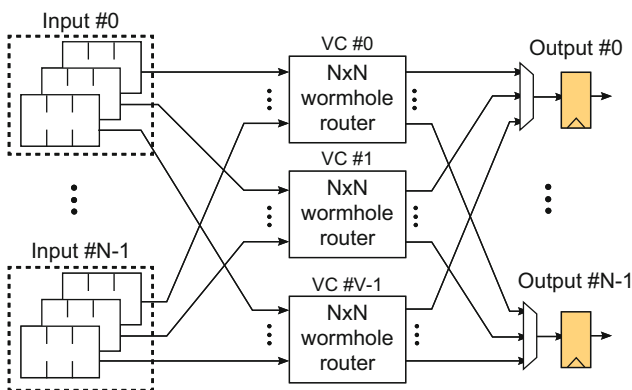 Input #0
VC #0
Output #0
NxN
wormhole
router
VC #1
NxN
wormhole
router
Input #N-1
VC #V-1
Output #N-1
NxN
wormhole
router